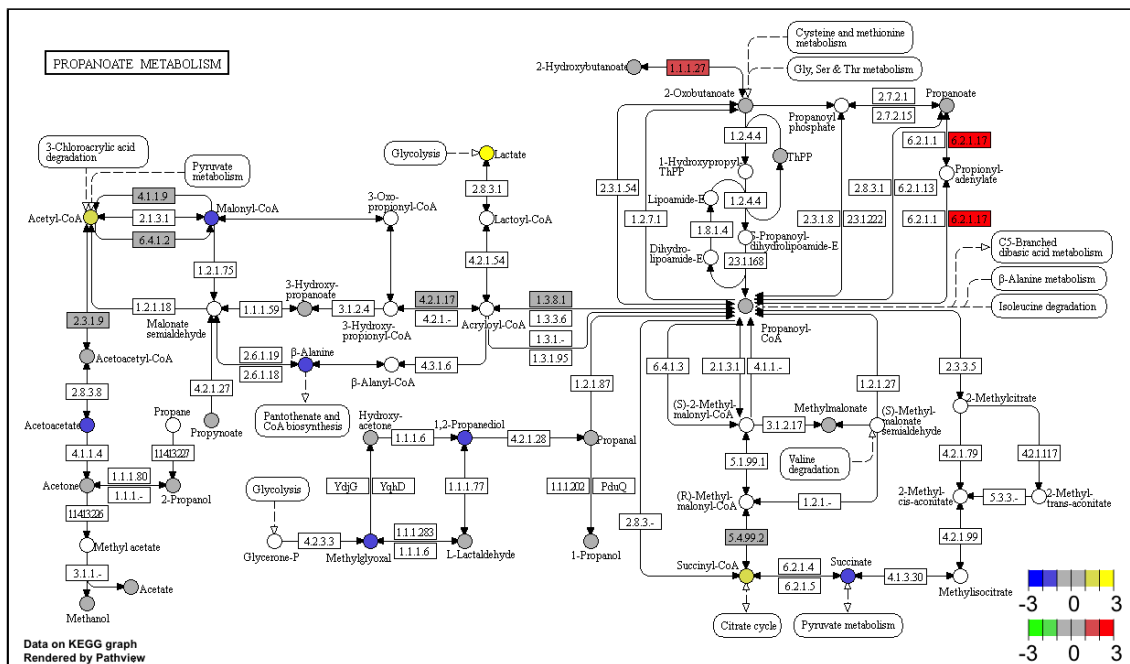 PROPANOATE METABOLISM
Cysteine and methionine
metabolism
Gly, Ser & Thr metabolism
2-Hydroxybutanoate
1.1.1.27
2-Oxobutanoate
Propanoyl
phosphate
2.7.2.1
2.7.2.15
Propanoate
6.2.1.1
6.2.1.17
Propionyl-
adenylate
1.2.4.4
ThPP
1-Hydroxypropyl
ThPP
Lipoamide-E
1.2.4.4
1.8.1.4
S-Propanoyl-
dihydrolipoamide-E
Dihydro-
lipoamide-E
2.3.1.168
2.3.1.54
1.2.7.1
2.8.3.1
6.2.1.13
2.3.1.8
2.3.1.222
6.2.1.1
6.2.1.17
C5-Branched
dibasic acid metabolism
β-Alanine metabolism
Isoleucine degradation
Propanoyl-
CoA
3-Chloroacrylic acid
degradation
Pyruvate
metabolism
Glycolysis
Lactate
2.8.3.1
Lactoyl-CoA
4.2.1.54
Acetyl-CoA
4.1.1.9
2.1.3.1
6.4.1.2
Malonyl-CoA
3-Oxo-
propionyl-CoA
1.2.1.75
1.2.1.18
Malonate
semialdehyde
1.1.1.59
3-Hydroxy-
propanoate
3.1.2.4
3-Hydroxy-
propionyl-CoA
4.2.1.17
4.2.1.-
Acryloyl-CoA
1.3.8.1
1.3.3.6
1.3.1.-
1.3.1.95
2.3.1.9
Acetoacetyl-CoA
2.6.1.19
2.6.1.18
β-Alanine
β-Alanyl-CoA
4.3.1.6
Pantothenate and
CoA biosynthesis
4.2.1.27
Propynoate
2.8.3.8
Acetoacetate
4.1.1.4
Acetone
1.1.1.80
1.1.1.-
2-Propanol
Propane
1.14.13.227
1.14.13.226
Methyl acetate
3.1.1.-
Acetate
Methanol
Hydroxy-
acetone
1.1.1.6
1,2-Propanediol
4.2.1.28
Propanal
1.2.1.87
YdjG
YqhD
1.1.1.77
1.1.1.202
PduQ
Glycolysis
Glycerone-P
4.2.3.3
Methylglyoxal
1.1.1.283
1.1.1.6
L-Lactaldehyde
1-Propanol
6.4.1.3
2.1.3.1
4.1.1.-
1.2.1.27
2.3.3.5
(S)-2-Methyl-
malonyl-CoA
Methylmalonate
3.1.2.17
(S)-Methyl-
malonate
semialdehyde
Valine
degradation
5.1.99.1
(R)-Methyl-
malonyl-CoA
1.2.1.-
2.8.3.-
5.4.99.2
Succinyl-CoA
6.2.1.4
6.2.1.5
Succinate
4.1.3.30
Methylisocitrate
Citrate cycle
Pyruvate metabolism
2-Methylcitrate
4.2.1.79
4.2.1.117
2-Methyl-
cis-aconitate
5.3.3.-
2-Methyl-
trans-aconitate
4.2.1.99
-3 0 3
-3 0 3
Data on KEGG graph
Rendered by Pathview